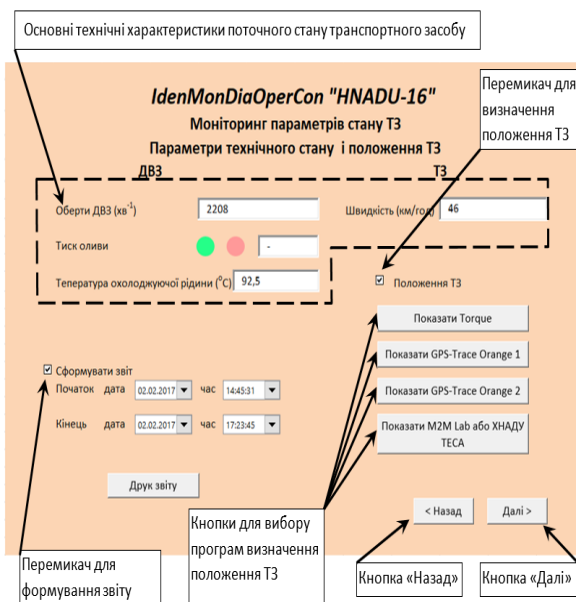 Основні технічні характеристики поточного стану транспортного засобу
Перемикач для
визначення
положення ТЗ
IdenMonDiaOperCon "HNADU-16"
Моніторинг параметрів стану ТЗ
Параметри технічного стану і положення ТЗ
ДВЗ ТЗ
Оберти ДВЗ (хв⁻¹) 2208 Швидкість (км/год) 46
Тиск оливи -
Тепература охолоджуючої рідини (⁰С) 92,5 Положення ТЗ
Показати Torque
Показати GPS-Trace Orange 1
Показати GPS-Trace Orange 2
Показати M2M Lab або ХНАДУ
ТЕСА
Сформувати звіт
Початок дата 02.02.2017 час 14:45:31
Кінець дата 02.02.2017 час 17:23:45
Друк звіту
< Назад Далі >
Перемикач для
формування звіту
Кнопки для вибору
програм визначення
положення ТЗ
Кнопка «Назад» Кнопка «Далі»